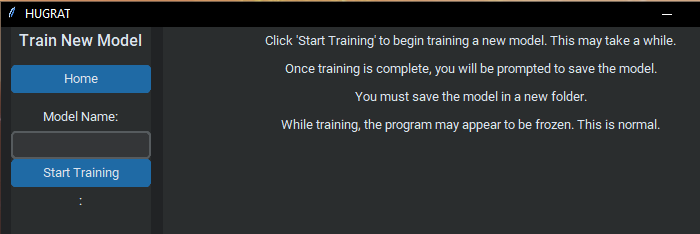 HUGRAT
Train New Model
Home
Model Name:
Start Training
:
Click 'Start Training' to begin training a new model. This may take a while.
Once training is complete, you will be prompted to save the model.
You must save the model in a new folder.
While training, the program may appear to be frozen. This is normal.